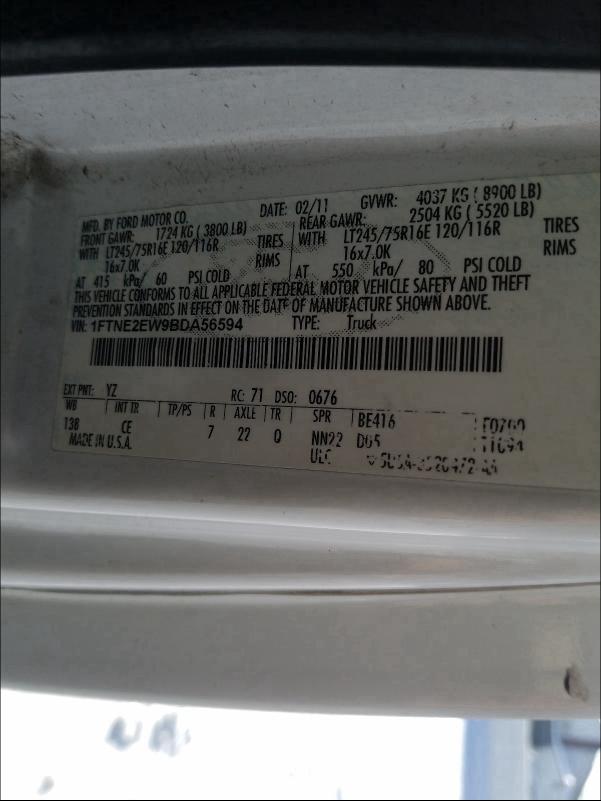 MFD. BY FORD MOTOR CO. DATE: 02/11 GVWR: 4037 KG ( 8900 LB)
FRONT GAWR: 1724 KG ( 3800 LB) REAR GAWR: 2504 KG ( 5520 LB)
WITH LT245/75R16E 120/116R TIRES WITH LT245/75R16E 120/116R TIRES
16x7.0K RIMS 16x7.0K RIMS
AT 415 kPa/ 60 PSI COLD AT 550 kPa/ 80 PSI COLD
THIS VEHICLE CONFORMS TO ALL APPLICABLE FEDERAL MOTOR VEHICLE SAFETY AND THEFT
PREVENTION STANDARDS IN EFFECT ON THE DATE OF MANUFACTURE SHOWN ABOVE.
VIN: 1FTNE2EW9BDA56594 TYPE: Truck
EXT PNT: YZ RC: 71 DSO: 0676
WB INT TR TP/PS R AXLE TR SPR BE416
138 CE 7 22 Q NN22 D05
MADE IN U.S.A. ULC